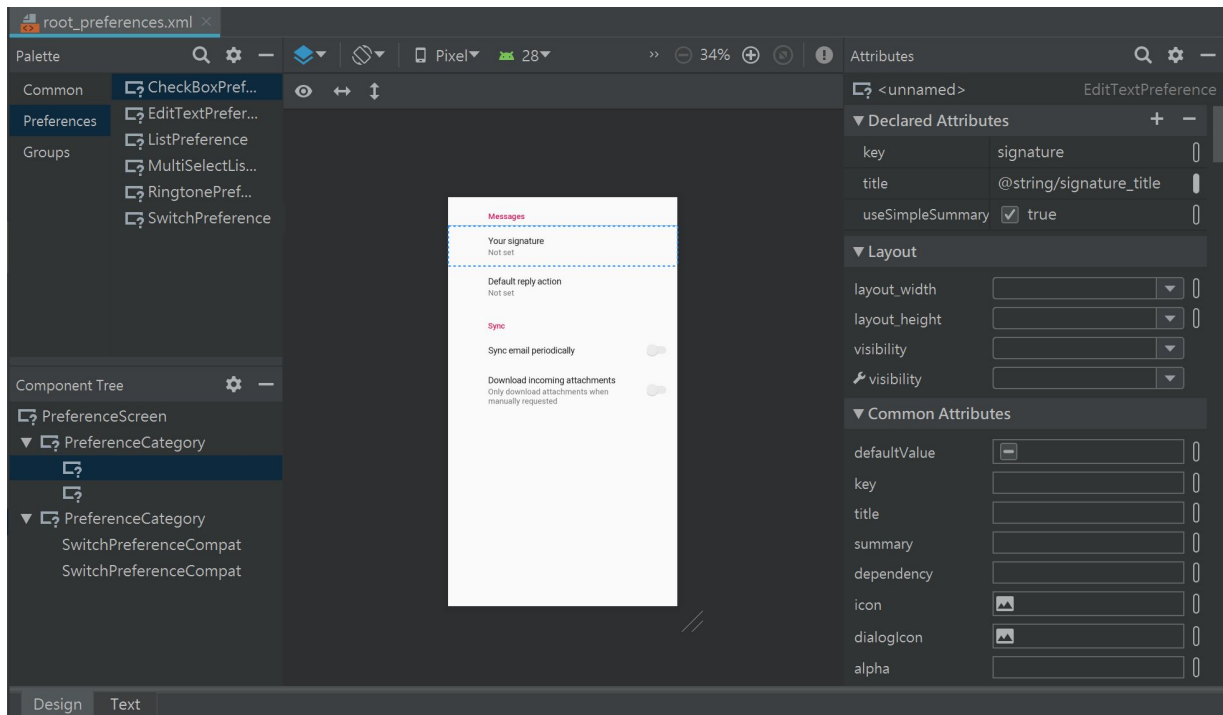 root_preferences.xml
Palette
Common
Preferences
Groups
CheckBoxPref...
EditTextPrefer...
ListPreference
MultiSelectLis...
RingtonePref...
SwitchPreference
Component Tree
PreferenceScreen
PreferenceCategory
PreferenceCategory
SwitchPreferenceCompat
SwitchPreferenceCompat
Pixel 28 34%
Messages
Your signature
Not set
Default reply action
Not set
Sync
Sync email periodically
Download incoming attachments
Only download attachments when
manually requested
Attributes
<unnamed> EditTextPreference
Declared Attributes
key signature
title @string/signature_title
useSimpleSummary true
Layout
layout_width
layout_height
visibility
visibility
Common Attributes
defaultValue
key
title
summary
dependency
icon
dialogIcon
alpha
Design Text